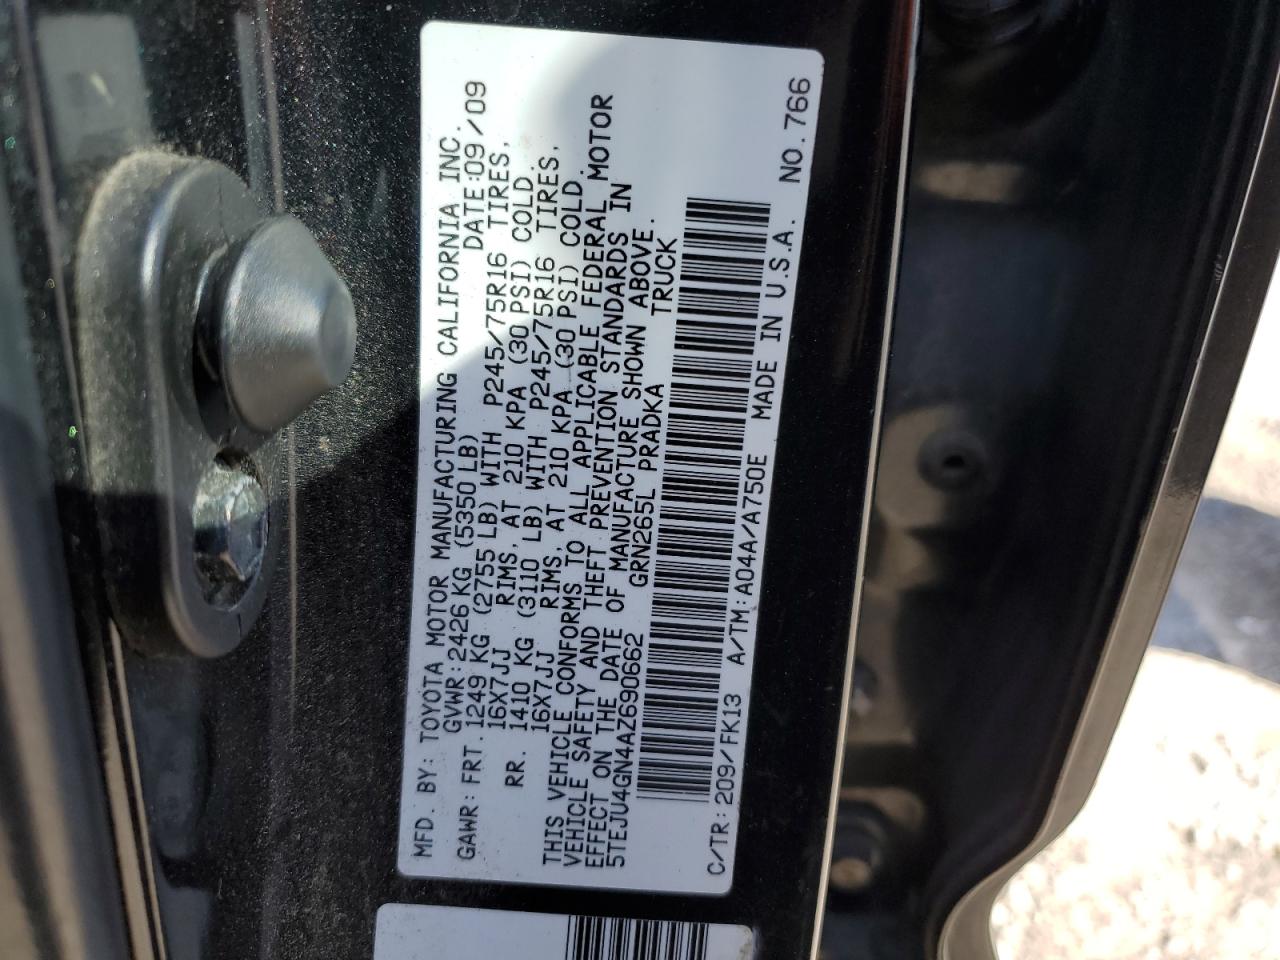 MFD. BY: TOYOTA MOTOR MANUFACTURING CALIFORNIA INC.
GVWR: 2426 KG (5350 LB) DATE: 09/09
GAWR: FRT. 1249 KG (2755 LB) WITH P245/75R16 TIRES,
16X7JJ RIMS, AT 210 KPA (30 PSI) COLD
RR. 1410 KG (3110 LB) WITH P245/75R16 TIRES,
16X7JJ RIMS, AT 210 KPA (30 PSI) COLD.
THIS VEHICLE CONFORMS TO ALL APPLICABLE FEDERAL MOTOR
VEHICLE SAFETY AND THEFT PREVENTION STANDARDS IN
EFFECT ON THE DATE OF MANUFACTURE SHOWN ABOVE.
5TEJU4GN4AZ690662 GRN265L PRADKA TRUCK
C/TR: 209/FK13 A/TM: A04A/A750E MADE IN U.S.A. NO. 766